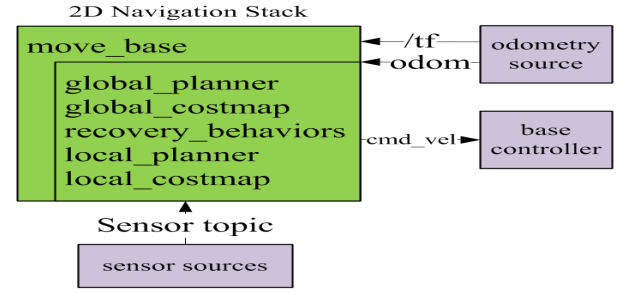 2D Navigation Stack
move_base
global_planner
global_costmap
recovery_behaviors
local_planner
local_costmap
/tf
odom
odometry
source
cmd_vel
base
controller
Sensor topic
sensor sources